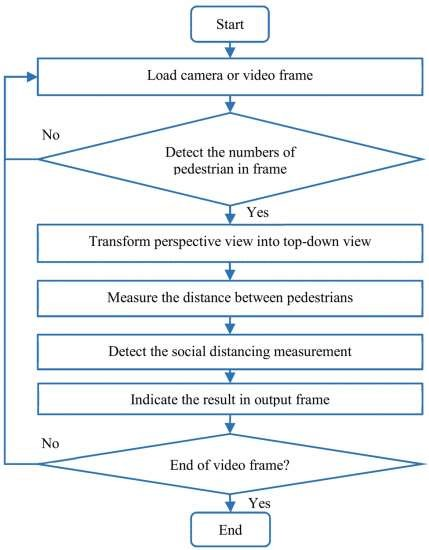 Start
Load camera or video frame
No
Detect the numbers of
pedestrian in frame
Yes
Transform perspective view into top-down view
Measure the distance between pedestrians
Detect the social distancing measurement
Indicate the result in output frame
No
End of video frame?
Yes
End